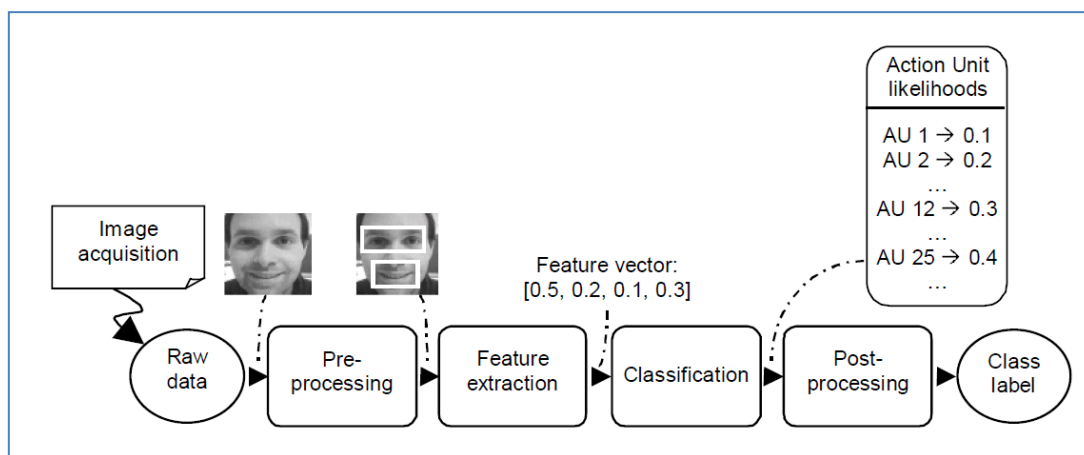 Action Unit
likelihoods
AU 1 → 0.1
AU 2 → 0.2
...
AU 12 → 0.3
...
AU 25 → 0.4
...
Image
acquisition
Feature vector:
[0.5, 0.2, 0.1, 0.3]
Raw
data
Pre-
processing
Feature
extraction
Classification
Post-
processing
Class
label